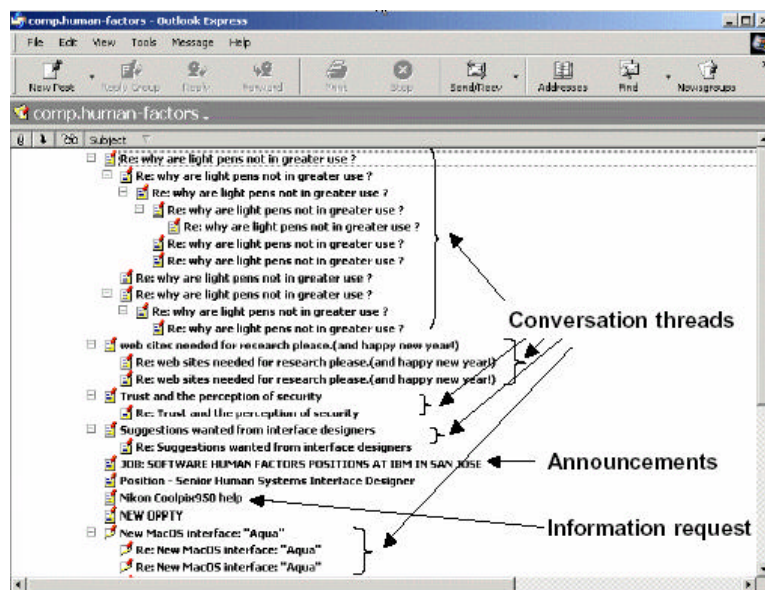 comp.human-factors - Outlook Express
File Edit View Tools Message Help
New Post Reply Group Reply Forward Print Stop Send/Recv Addresses Find Newsgroups
comp.human-factors
Subject
Re: why are light pens not in greater use ?
Re: why are light pens not in greater use ?
Re: why are light pens not in greater use ?
Re: why are light pens not in greater use ?
Re: why are light pens not in greater use ?
Re: why are light pens not in greater use ?
Re: why are light pens not in greater use ?
Re: why are light pens not in greater use ?
Re: why are light pens not in greater use ?
Re: why are light pens not in greater use ?
Re: why are light pens not in greater use ?
Conversation threads
web sites needed for research please.(and happy new year!)
Re: web sites needed for research please.(and happy new year!)
Re: web sites needed for research please.(and happy new year!)
Trust and the perception of security
Re: Trust and the perception of security
Suggestions wanted from interface designers
Re: Suggestions wanted from interface designers
JOB: SOFTWARE HUMAN FACTORS POSITIONS AT IBM IN SAN JOSE
Announcements
Position - Senior Human Systems Interface Designer
Nikon Coolpix950 help
NEW OPPTY
Information request
New MacOS interface: "Aqua"
Re: New MacOS interface: "Aqua"
Re: New MacOS interface: "Aqua"